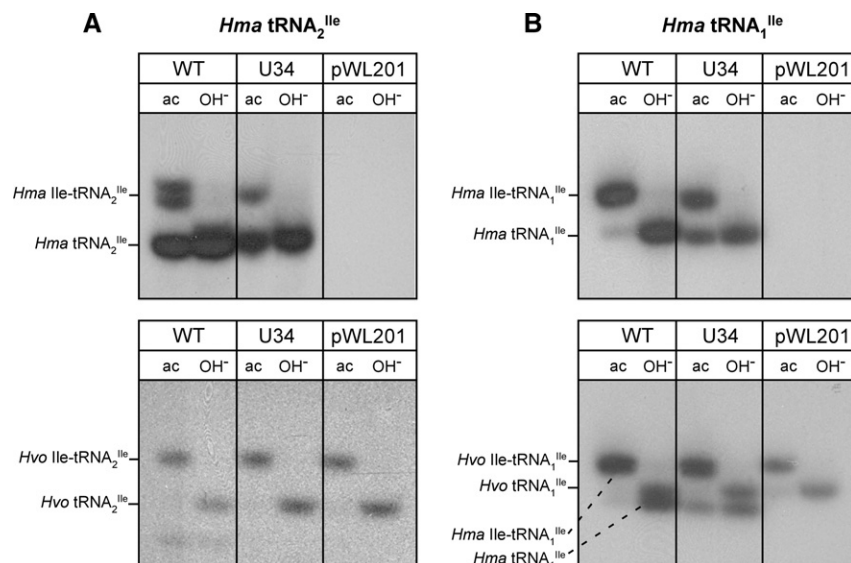 A Hma tRNA₂ᴵˡᵉ
WT U34 pWL201
ac OH⁻ ac OH⁻ ac OH⁻
Hma Ile-tRNA₂ᴵˡᵉ
Hma tRNA₂ᴵˡᵉ
WT U34 pWL201
ac OH⁻ ac OH⁻ ac OH⁻
Hvo Ile-tRNA₂ᴵˡᵉ
Hvo tRNA₂ᴵˡᵉ
B Hma tRNA₁ᴵˡᵉ
WT U34 pWL201
ac OH⁻ ac OH⁻ ac OH⁻
Hma Ile-tRNA₁ᴵˡᵉ
Hma tRNA₁ᴵˡᵉ
WT U34 pWL201
ac OH⁻ ac OH⁻ ac OH⁻
Hvo Ile-tRNA₁ᴵˡᵉ
Hvo tRNA₁ᴵˡᵉ
Hma Ile-tRNA₁ᴵˡᵉ
Hma tRNA₁ᴵˡᵉ